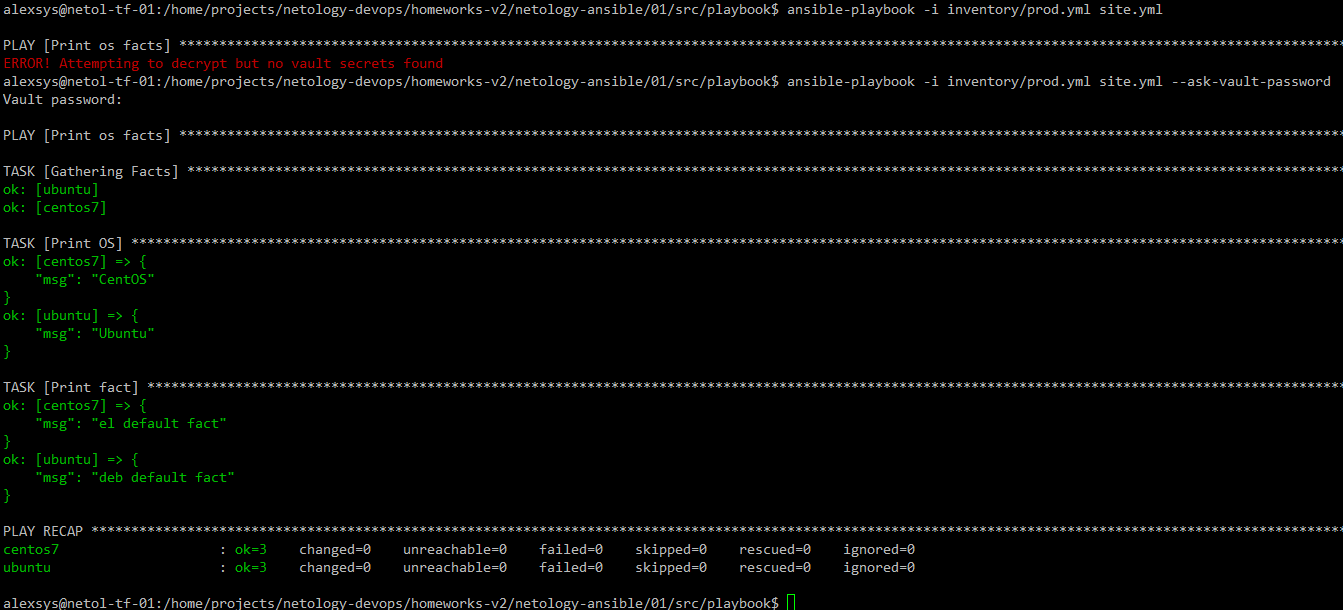 alexsys@netol-tf-01:/home/projects/netology-devops/homeworks-v2/netology-ansible/01/src/playbook$ ansible-playbook -i inventory/prod.yml site.yml
PLAY [Print os facts] ****************************************************************************************************************************************************
ERROR! Attempting to decrypt but no vault secrets found
alexsys@netol-tf-01:/home/projects/netology-devops/homeworks-v2/netology-ansible/01/src/playbook$ ansible-playbook -i inventory/prod.yml site.yml --ask-vault-password
Vault password:
PLAY [Print os facts] ****************************************************************************************************************************************************
TASK [Gathering Facts] ***************************************************************************************************************************************************
ok: [ubuntu]
ok: [centos7]
TASK [Print OS] **********************************************************************************************************************************************************
ok: [centos7] => {
    "msg": "CentOS"
}
ok: [ubuntu] => {
    "msg": "Ubuntu"
}
TASK [Print fact] ********************************************************************************************************************************************************
ok: [centos7] => {
    "msg": "el default fact"
}
ok: [ubuntu] => {
    "msg": "deb default fact"
}
PLAY RECAP ***************************************************************************************************************************************************************
centos7                    : ok=3    changed=0    unreachable=0    failed=0    skipped=0    rescued=0    ignored=0
ubuntu                     : ok=3    changed=0    unreachable=0    failed=0    skipped=0    rescued=0    ignored=0
alexsys@netol-tf-01:/home/projects/netology-devops/homeworks-v2/netology-ansible/01/src/playbook$